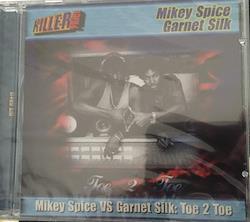 KILLER
Mikey Spice
Garnet Silk
Toe 2 Toe
Mikey Spice VS Garnet Silk: Toe 2 Toe